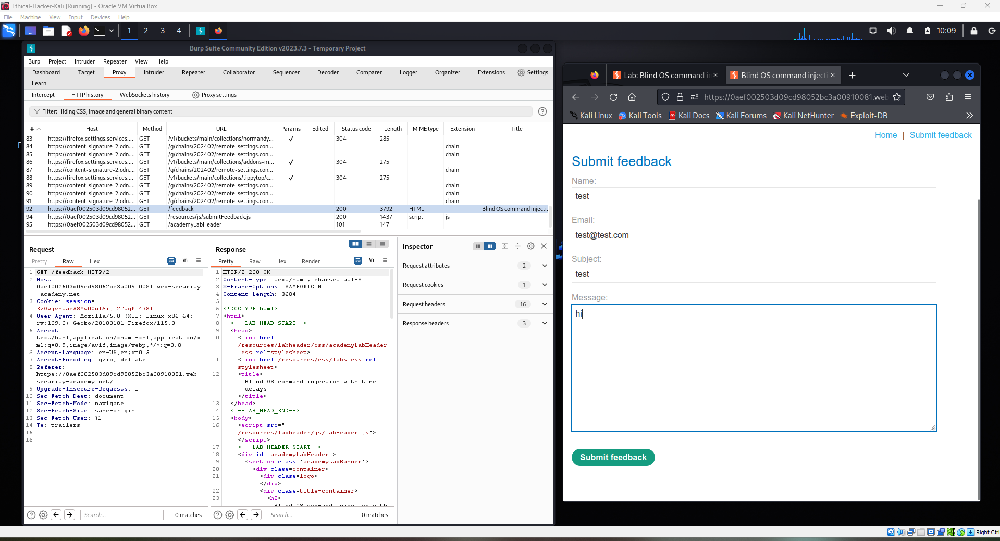 Ethical-Hacker-Kali [Running] - Oracle VM VirtualBox
File Machine View Input Devices Help
1 2 3 4
10:09
Burp Suite Community Edition v2023.7.3 - Temporary Project
Burp Project Intruder Repeater View Help
Dashboard Target Proxy Intruder Repeater Collaborator Sequencer Decoder Comparer Logger Organizer Extensions Settings
Learn
Intercept HTTP history WebSockets history Proxy settings
Filter: Hiding CSS, image and general binary content
# Host Method URL Params Edited Status code Length MIME type Extension Title
83 https://firefox.settings.services.... GET /v1/buckets/main/collections/normandy... ✓ 304 285
84 https://content-signature-2.cdn.... GET /g/chains/202402/remote-settings.con... chain
85 https://content-signature-2.cdn.... GET /g/chains/202402/remote-settings.con... chain
86 https://firefox.settings.services.... GET /v1/buckets/main/collections/addons-m... ✓ 304 275
87 https://content-signature-2.cdn.... GET /g/chains/202402/remote-settings.con... chain
88 https://firefox.settings.services.... GET /v1/buckets/main/collections/tippytop/c... ✓ 304 275
89 https://content-signature-2.cdn.... GET /g/chains/202402/remote-settings.con... chain
90 https://content-signature-2.cdn.... GET /g/chains/202402/remote-settings.con... chain
91 https://content-signature-2.cdn.... GET /g/chains/202402/remote-settings.con... chain
92 https://0aef002503d09cd98052... GET /feedback 200 3792 HTML Blind OS command injecti...
94 https://0aef002503d09cd98052... GET /resources/js/submitFeedback.js 200 1437 script js
95 https://0aef002503d09cd98052... GET /academyLabHeader 101 147
Request
Pretty Raw Hex \n
1 GET /feedback HTTP/2
2 Host:
0aef002503d09cd98052bc3a00910081.web-security
-academy.net
3 Cookie: session=
4 User-Agent: Mozilla/5.0 (X11; Linux x86_64;
rv:109.0) Gecko/20100101 Firefox/115.0
5 Accept:
text/html,application/xhtml+xml,application/x
ml;q=0.9,image/avif,image/webp,*/*;q=0.8
6 Accept-Language: en-US,en;q=0.5
7 Accept-Encoding: gzip, deflate
8 Referer:
https://0aef002503d09cd98052bc3a00910081.web-
security-academy.net/
9 Upgrade-Insecure-Requests: 1
10 Sec-Fetch-Dest: document
11 Sec-Fetch-Mode: navigate
12 Sec-Fetch-Site: same-origin
13 Sec-Fetch-User: ?1
14 Te: trailers
15
16
Search... 0 matches
Response
Pretty Raw Hex Render \n
1 HTTP/2 200 OK
2 Content-Type: text/html; charset=utf-8
3 X-Frame-Options: SAMEORIGIN
4 Content-Length: 3684
5
6 <!DOCTYPE html>
7 <html>
8 <!--LAB_HEAD_START-->
9 <head>
10 <link href=
/resources/labheader/css/academyLabHeader
.css rel=stylesheet>
11 <link href=/resources/css/labs.css rel=
stylesheet>
12 <title>
Blind OS command injection with time
delays
</title>
13 </head>
14 <!--LAB_HEAD_END-->
15 <body>
16 <script src="
/resources/labheader/js/labHeader.js">
</script>
17 <!--LAB_HEADER_START-->
18 <div id="academyLabHeader">
19 <section class='academyLabBanner'>
20 <div class=container>
21 <div class=logo>
</div>
22 <div class=title-container>
23 <h2>
Blind OS command injection with
Search... 0 matches
Inspector
Request attributes 2
Request cookies 1
Request headers 16
Response headers 3
Lab: Blind OS command i
Blind OS command injecti
https://0aef002503d09cd98052bc3a00910081.web
Kali Linux Kali Tools Kali Docs Kali Forums Kali NetHunter Exploit-DB
Home | Submit feedback
Submit feedback
Name:
test
Email:
test@test.com
Subject:
test
Message:
hi
Submit feedback
F
Right Ctrl